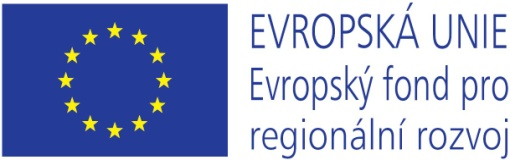 EVROPSKÁ UNIE
Evropský fond pro
regionální rozvoj